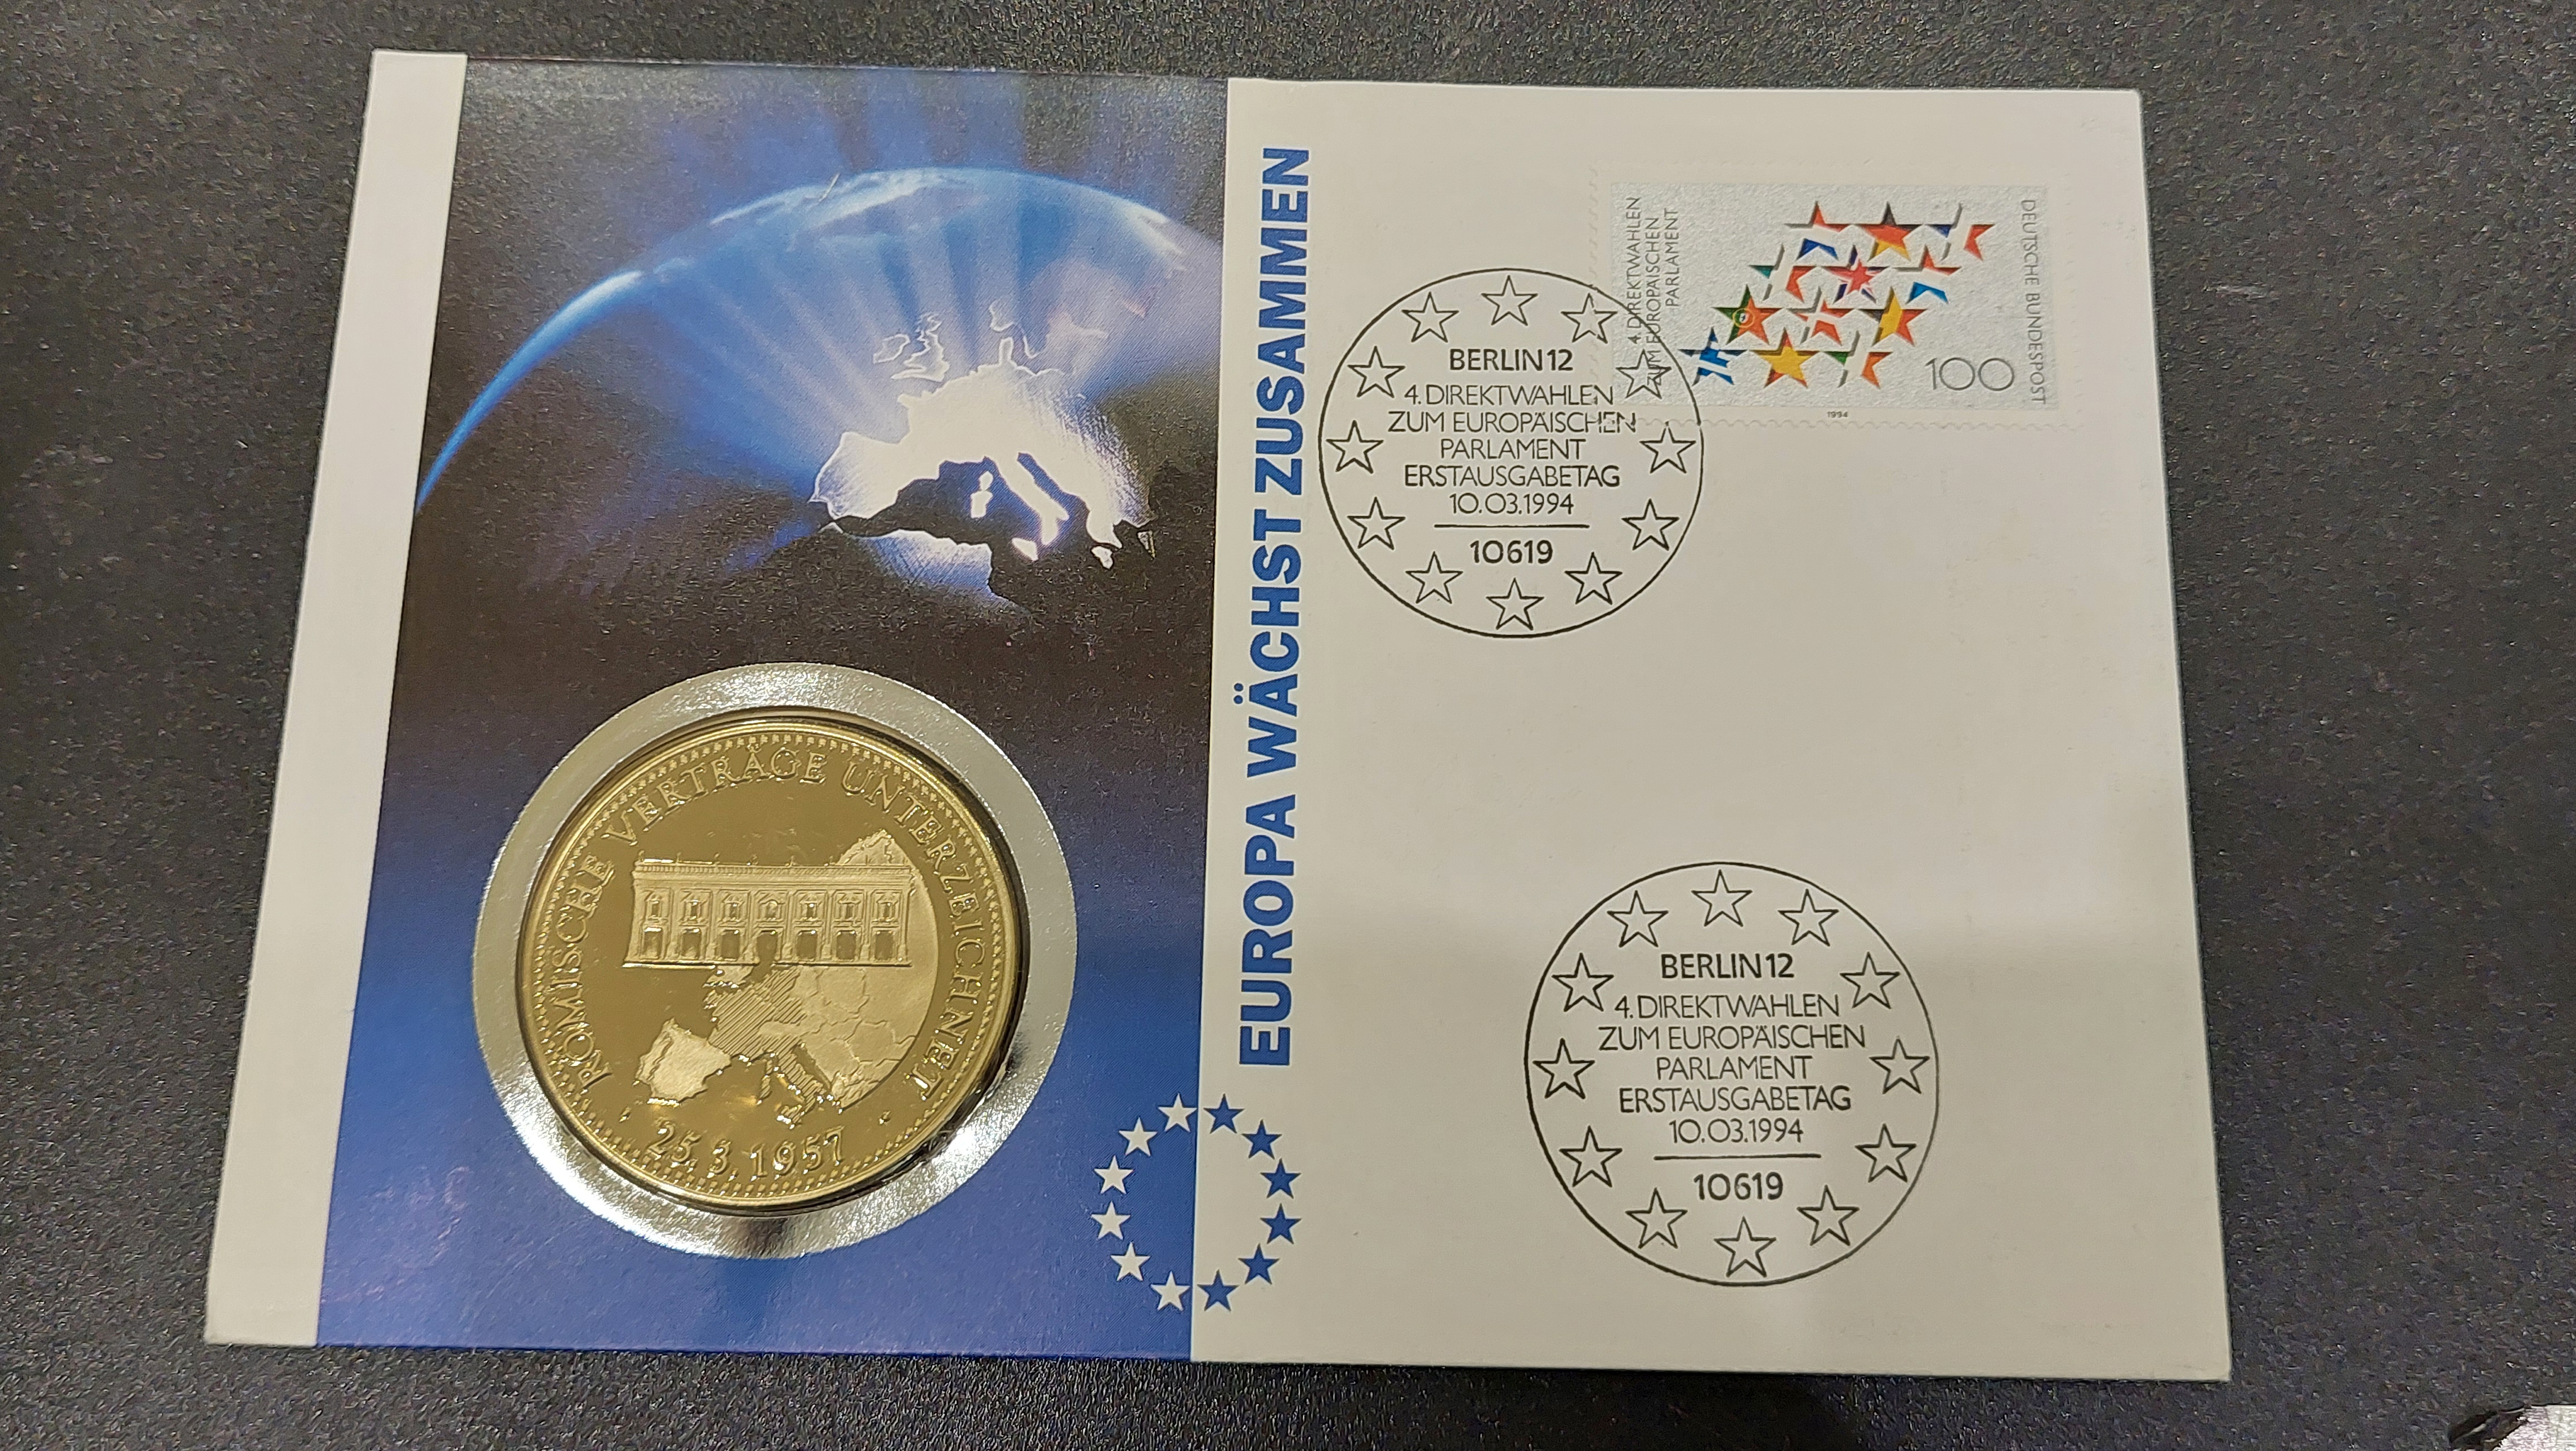 EUROPA WÄCHST ZUSAMMEN
RÖMISCHE VERTRÄGE UNTERZEICHNET
25.3.1957
4. DIREKTWAHLEN
ZUM EUROPÄISCHEN
PARLAMENT
DEUTSCHE BUNDESPOST
100
1994
BERLIN 12
4. DIREKTWAHLEN
ZUM EUROPÄISCHEN
PARLAMENT
ERSTAUSGABETAG
10.03.1994
10619
BERLIN 12
4. DIREKTWAHLEN
ZUM EUROPÄISCHEN
PARLAMENT
ERSTAUSGABETAG
10.03.1994
10619